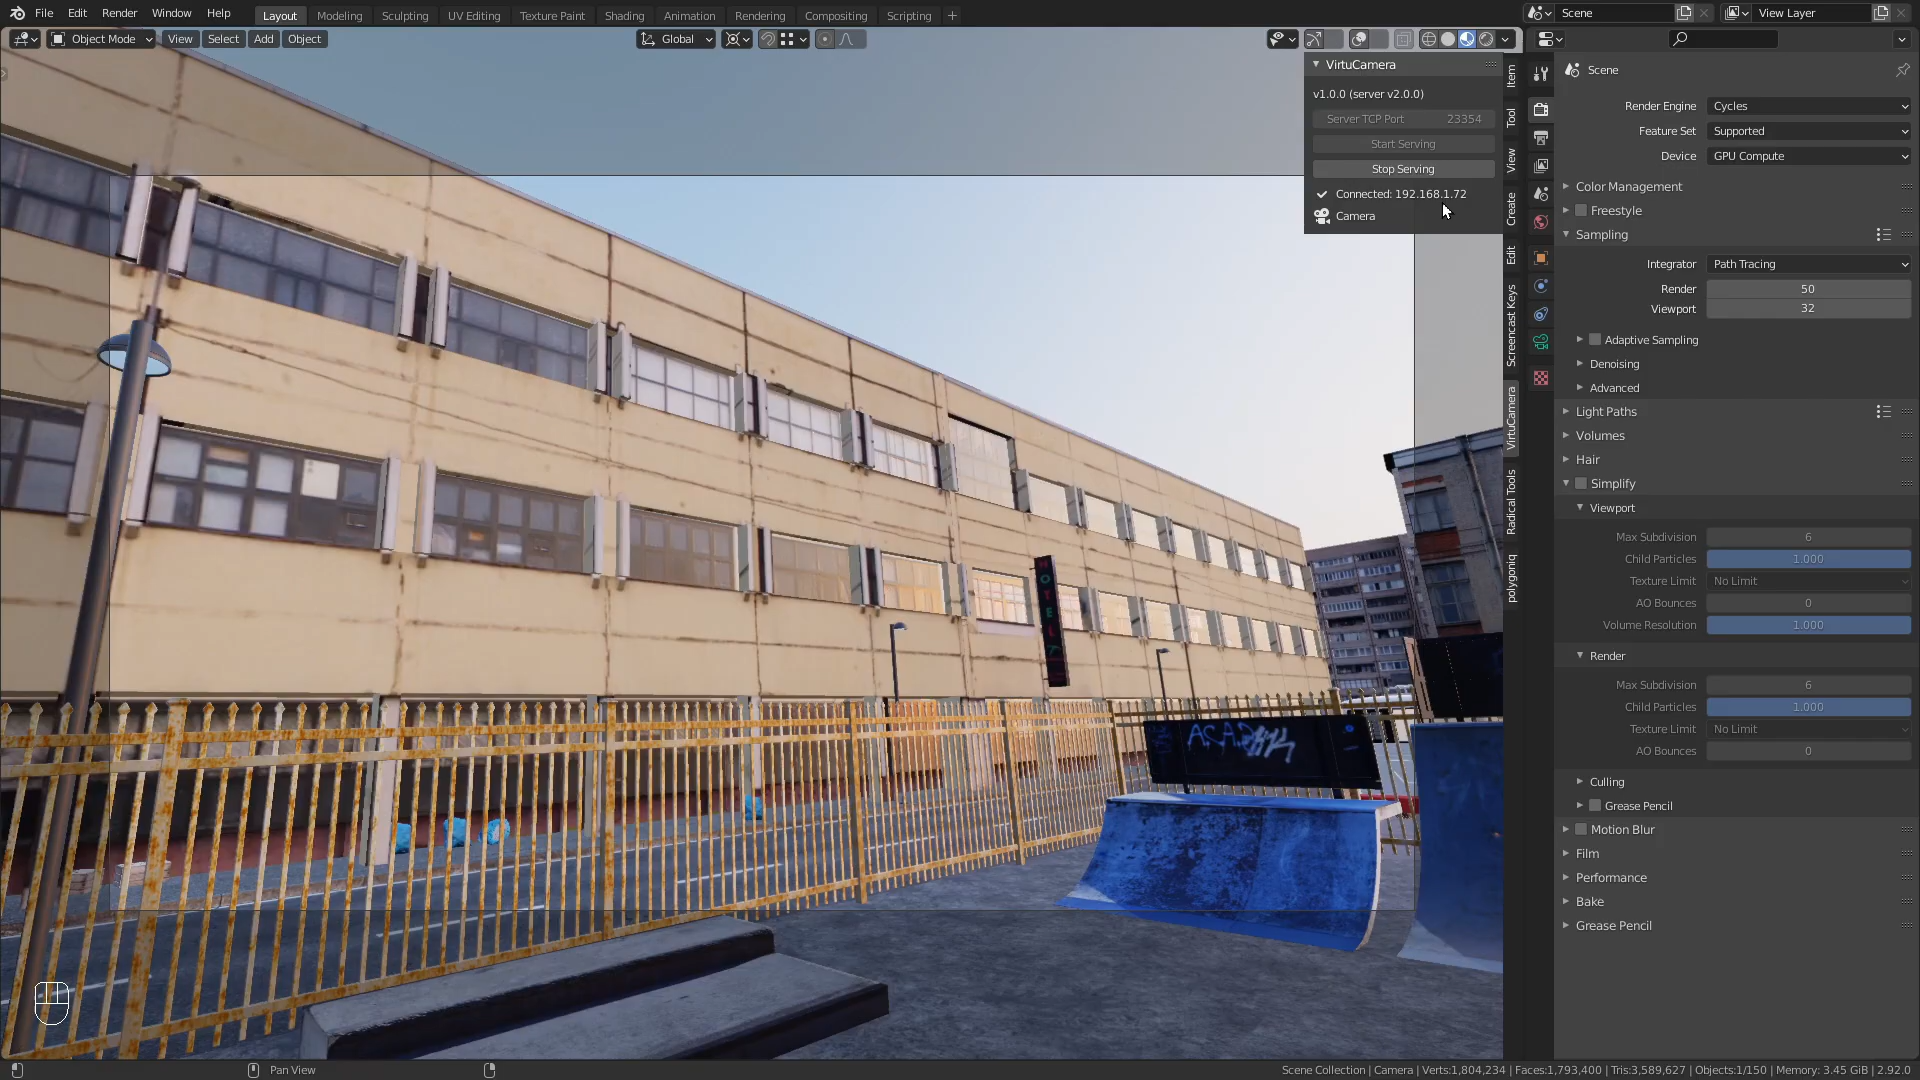 File Edit Render Window Help Layout Modeling Sculpting UV Editing Texture Paint Shading Animation Rendering Compositing Scripting + Scene View Layer
Object Mode View Select Add Object Global
VirtuCamera
v1.0.0 (server v2.0.0)
Server TCP Port 23354
Start Serving
Stop Serving
Connected: 192.168.1.72
Camera
Item
Tool
View
Create
Edit
Screencast Keys
VirtuCamera
Radical Tools
polygoniq
Scene
Render Engine Cycles
Feature Set Supported
Device GPU Compute
Color Management
Freestyle
Sampling
Integrator Path Tracing
Render 50
Viewport 32
Adaptive Sampling
Denoising
Advanced
Light Paths
Volumes
Hair
Simplify
Viewport
Max Subdivision 6
Child Particles 1.000
Texture Limit No Limit
AO Bounces 0
Volume Resolution 1.000
Render
Max Subdivision 6
Child Particles 1.000
Texture Limit No Limit
AO Bounces 0
Culling
Grease Pencil
Motion Blur
Film
Performance
Bake
Grease Pencil
HOTEL
Pan View
Scene Collection | Camera | Verts:1,804,234 | Faces:1,793,400 | Tris:3,589,627 | Objects:1/150 | Memory: 3.45 GiB | 2.92.0